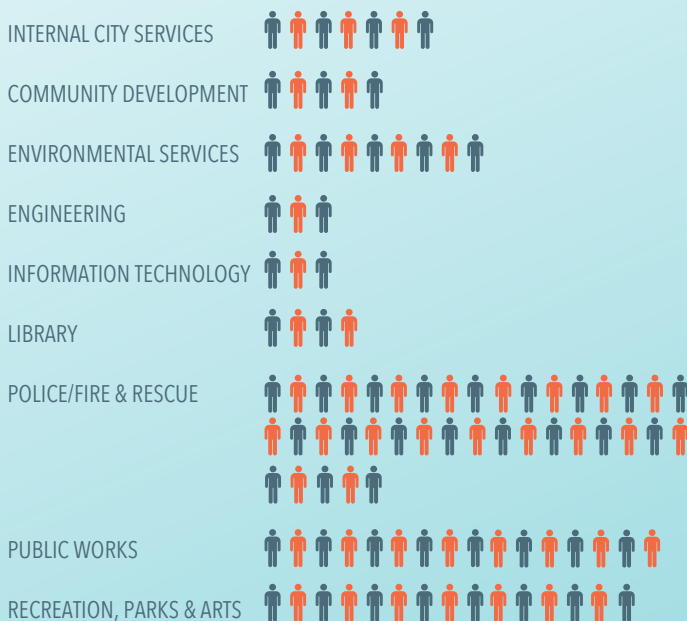 INTERNAL CITY SERVICES
COMMUNITY DEVELOPMENT
ENVIRONMENTAL SERVICES
ENGINEERING
INFORMATION TECHNOLOGY
LIBRARY
POLICE/FIRE & RESCUE
PUBLIC WORKS
RECREATION, PARKS & ARTS